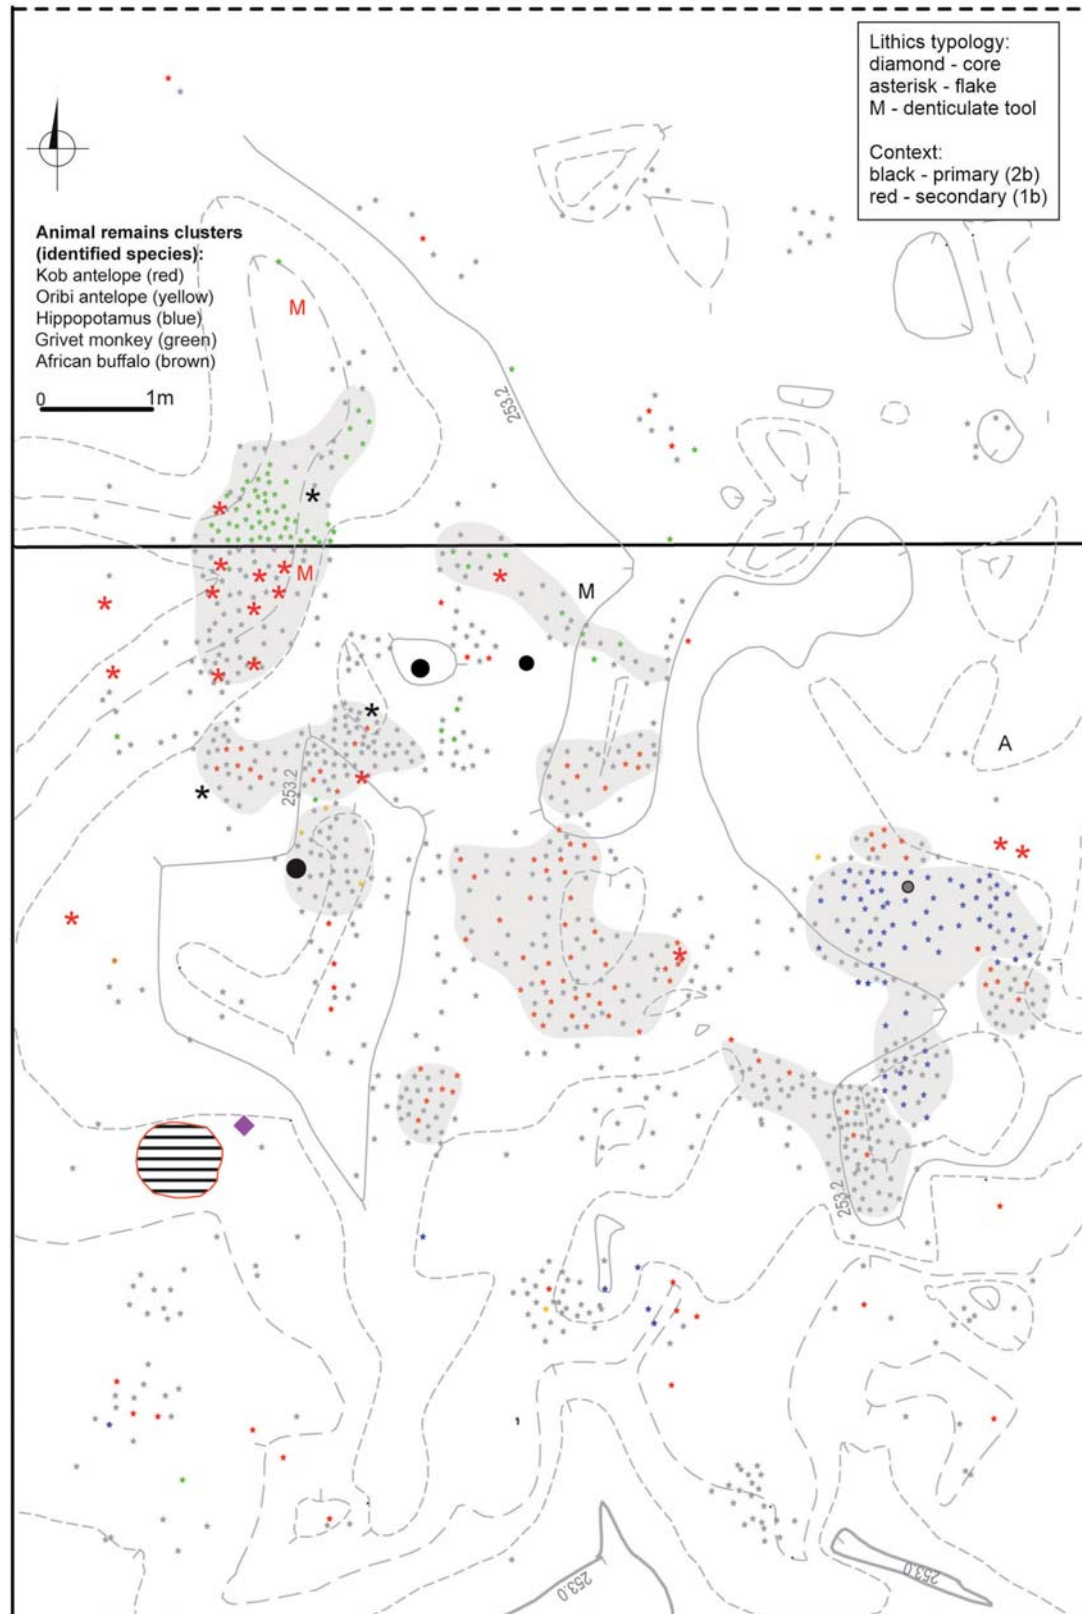 Lithics typology:
diamond - core
asterisk - flake
M - denticulate tool
Context:
black - primary (2b)
red - secondary (1b)
Animal remains clusters
(identified species):
Kob antelope (red)
Oribi antelope (yellow)
Hippopotamus (blue)
Grivet monkey (green)
African buffalo (brown)
0 1m
M
253.2
M
M
A
253.2
253.2
253.0
253.0